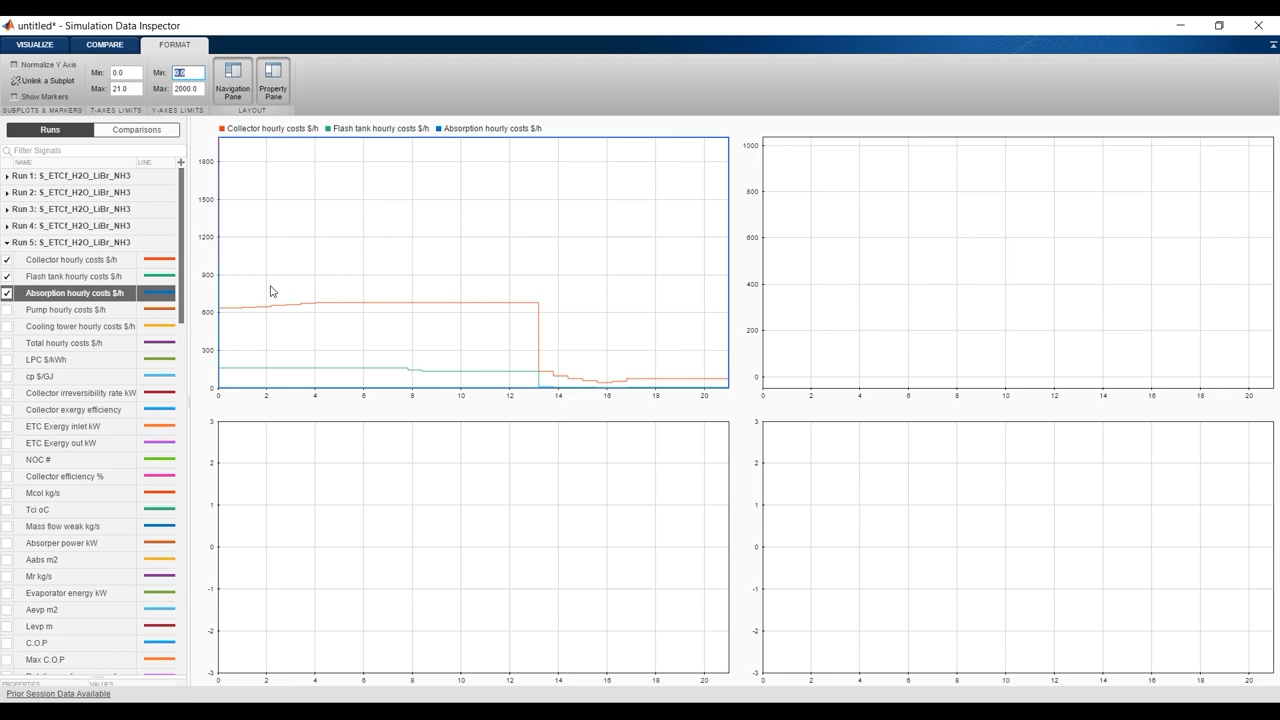 untitled* - Simulation Data Inspector
VISUALIZE COMPARE FORMAT
Normalize Y Axis
Unlink a Subplot
Show Markers
Min: 0.0
Max: 21.0
Min: 0.0
Max: 2000.0
Navigation
Pane
Property
Pane
SUBPLOTS & MARKERS T-AXES LIMITS Y-AXES LIMITS LAYOUT
Runs Comparisons
Filter Signals
NAME LINE
Run 1: S_ETCf_H2O_LiBr_NH3
Run 2: S_ETCf_H2O_LiBr_NH3
Run 3: S_ETCf_H2O_LiBr_NH3
Run 4: S_ETCf_H2O_LiBr_NH3
Run 5: S_ETCf_H2O_LiBr_NH3
Collector hourly costs $/h
Flash tank hourly costs $/h
Absorption hourly costs $/h
Pump hourly costs $/h
Cooling tower hourly costs $/h
Total hourly costs $/h
LPC $/kWh
cp $/GJ
Collector irreversibility rate kW
Collector exergy efficiency
ETC Exergy inlet kW
ETC Exergy out kW
NOC #
Collector efficiency %
Mcol kg/s
Tci oC
Mass flow weak kg/s
Absorper power kW
Aabs m2
Mr kg/s
Evaporator energy kW
Aevp m2
Levp m
C.O.P
Max C.O.P
PROPERTIES VALUES
Prior Session Data Available
Collector hourly costs $/h Flash tank hourly costs $/h Absorption hourly costs $/h
1800
1500
1200
900
600
300
0
0 2 4 6 8 10 12 14 16 18 20
1000
800
600
400
200
0
0 2 4 6 8 10 12 14 16 18 20
3
2
1
0
-1
-2
-3
0 2 4 6 8 10 12 14 16 18 20
3
2
1
0
-1
-2
-3
0 2 4 6 8 10 12 14 16 18 20